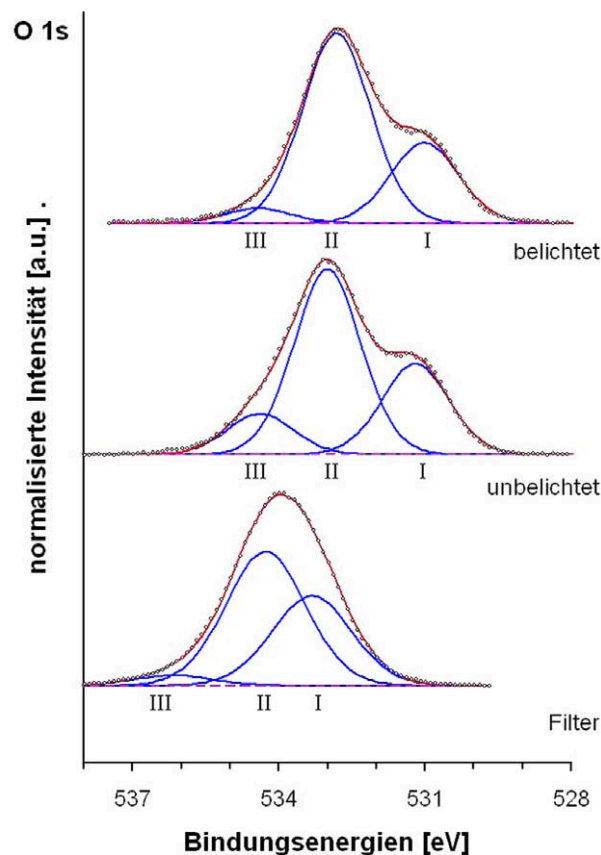 O 1s
normalisierte Intensität [a.u.] .
III II I
belichtet
III II I
unbelichtet
III II I
Filter
537 534 531 528
Bindungsenergien [eV]